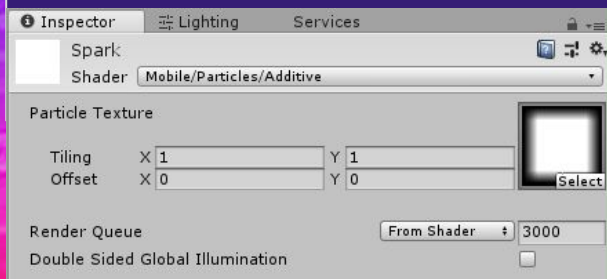 Inspector Lighting Services
Spark
Shader Mobile/Particles/Additive
Particle Texture
Tiling X 1 Y 1
Offset X 0 Y 0
Select
Render Queue From Shader 3000
Double Sided Global Illumination